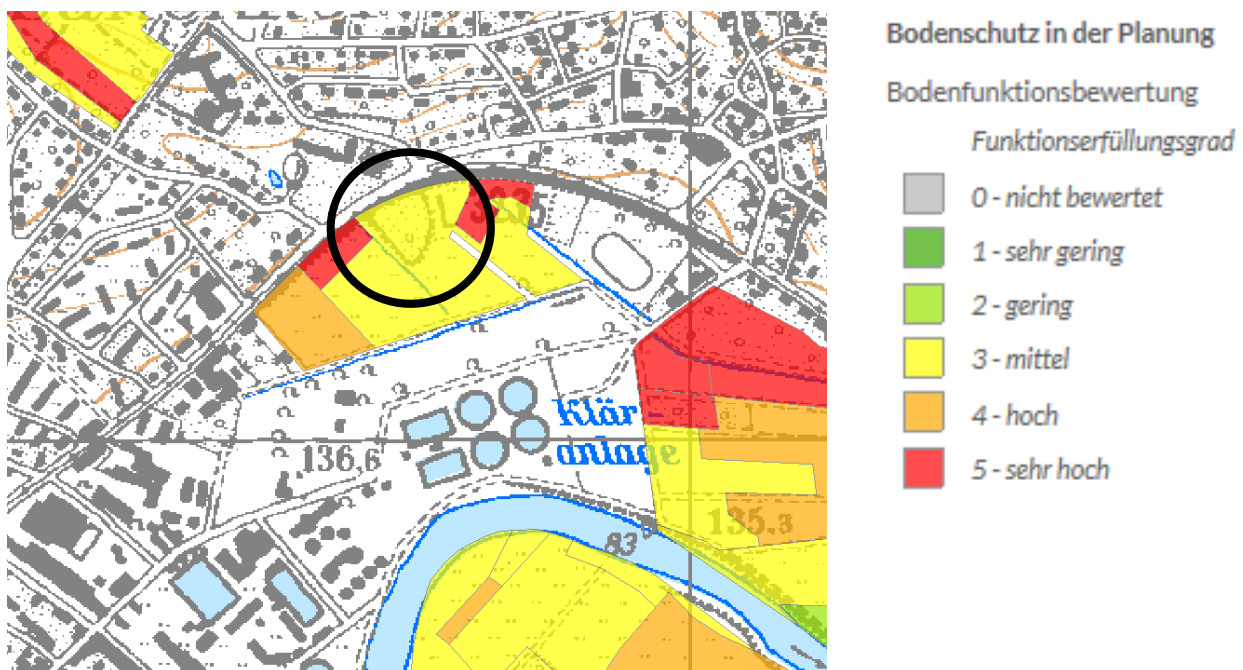 Bodenschutz in der Planung
Bodenfunktionsbewertung
Funktionserfüllungsgrad
0 - nicht bewertet
1 - sehr gering
2 - gering
3 - mittel
4 - hoch
5 - sehr hoch
Klär-
anlage
136,6
135,3
83